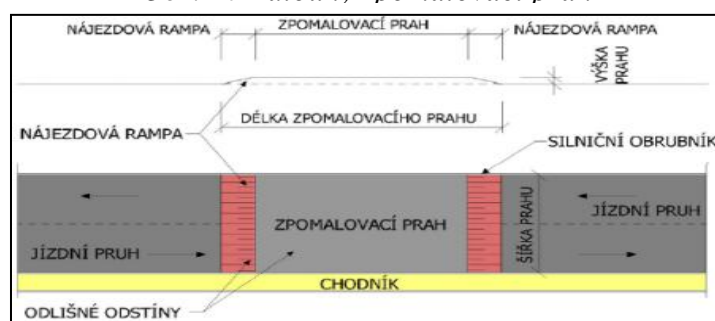 NÁJEZDOVÁ RAMPA
ZPOMALOVACÍ PRAH
NÁJEZDOVÁ RAMPA
VÝŠKA
PRAHU
NÁJEZDOVÁ RAMPA
DÉLKA ZPOMALOVACÍHO PRAHU
SILNIČNÍ OBRUBNÍK
ZPOMALOVACÍ PRAH
ŠÍŘKA PRAHU
JÍZDNÍ PRUH
JÍZDNÍ PRUH
CHODNÍK
ODLIŠNÉ ODSTÍNY